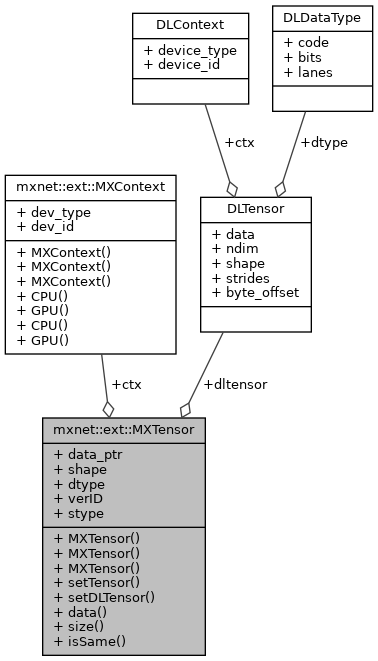 DLContext
+ device_type
+ device_id
DLDataType
+ code
+ bits
+ lanes
+ctx
+dtype
mxnet::ext::MXContext
+ dev_type
+ dev_id
+ MXContext()
+ MXContext()
+ MXContext()
+ CPU()
+ GPU()
+ CPU()
+ GPU()
DLTensor
+ data
+ ndim
+ shape
+ strides
+ byte_offset
+ctx
+dltensor
mxnet::ext::MXTensor
+ data_ptr
+ shape
+ dtype
+ verID
+ stype
+ MXTensor()
+ MXTensor()
+ MXTensor()
+ setTensor()
+ setDLTensor()
+ data()
+ size()
+ isSame()